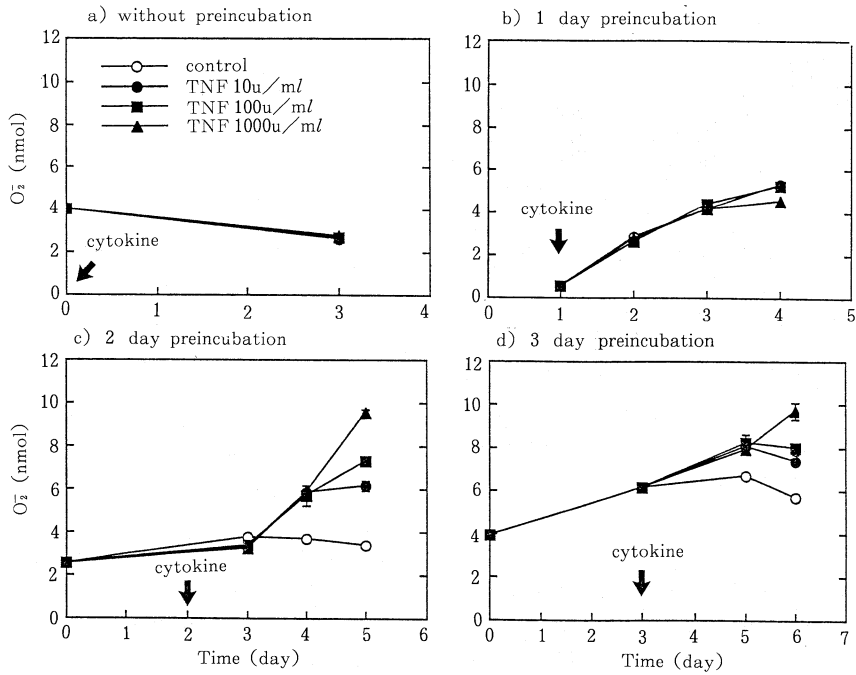 a) without preincubation
12
10
8
6
4
2
0
O₂⁻ (nmol)
control
TNF 10u/ml
TNF 100u/ml
TNF 1000u/ml
cytokine
0 1 2 3 4
b) 1 day preincubation
12
10
8
6
4
2
0
cytokine
0 1 2 3 4 5
c) 2 day preincubation
12
10
8
6
4
2
0
O₂⁻ (nmol)
cytokine
0 1 2 3 4 5 6
Time (day)
d) 3 day preincubation
12
10
8
6
4
2
0
cytokine
0 1 2 3 4 5 6 7
Time (day)